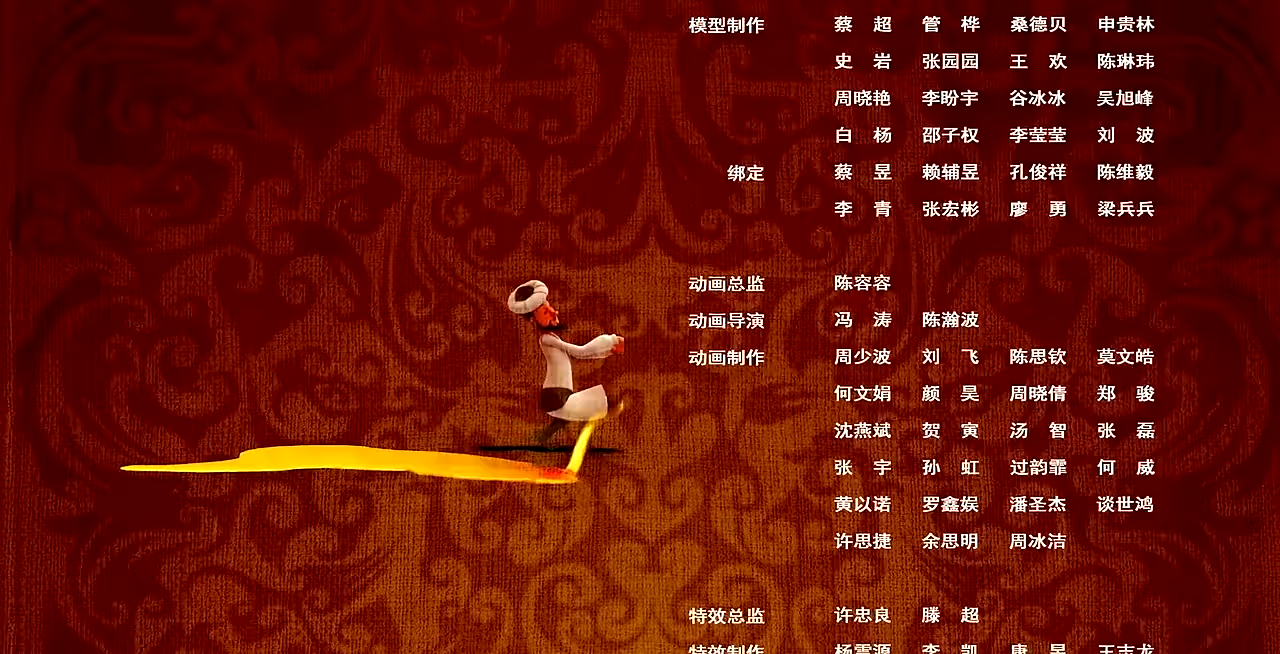 模型制作 蔡 超 管 桦 桑德贝 申贵林
史 岩 张园园 王 欢 陈琳玮
周晓艳 李盼宇 谷冰冰 吴旭峰
白 杨 邵子权 李莹莹 刘 波
绑定 蔡 昱 赖辅昱 孔俊祥 陈维毅
李 青 张宏彬 廖 勇 梁兵兵
动画总监 陈容容
动画导演 冯 涛 陈瀚波
动画制作 周少波 刘 飞 陈思钦 莫文皓
何文娟 颜 昊 周晓倩 郑 骏
沈燕斌 贺 寅 汤 智 张 磊
张 宇 孙 虹 过韵霏 何 威
黄以诺 罗鑫娱 潘圣杰 谈世鸿
许思捷 余思明 周冰洁
特效总监 许忠良 滕 超
特效制作 李 凯